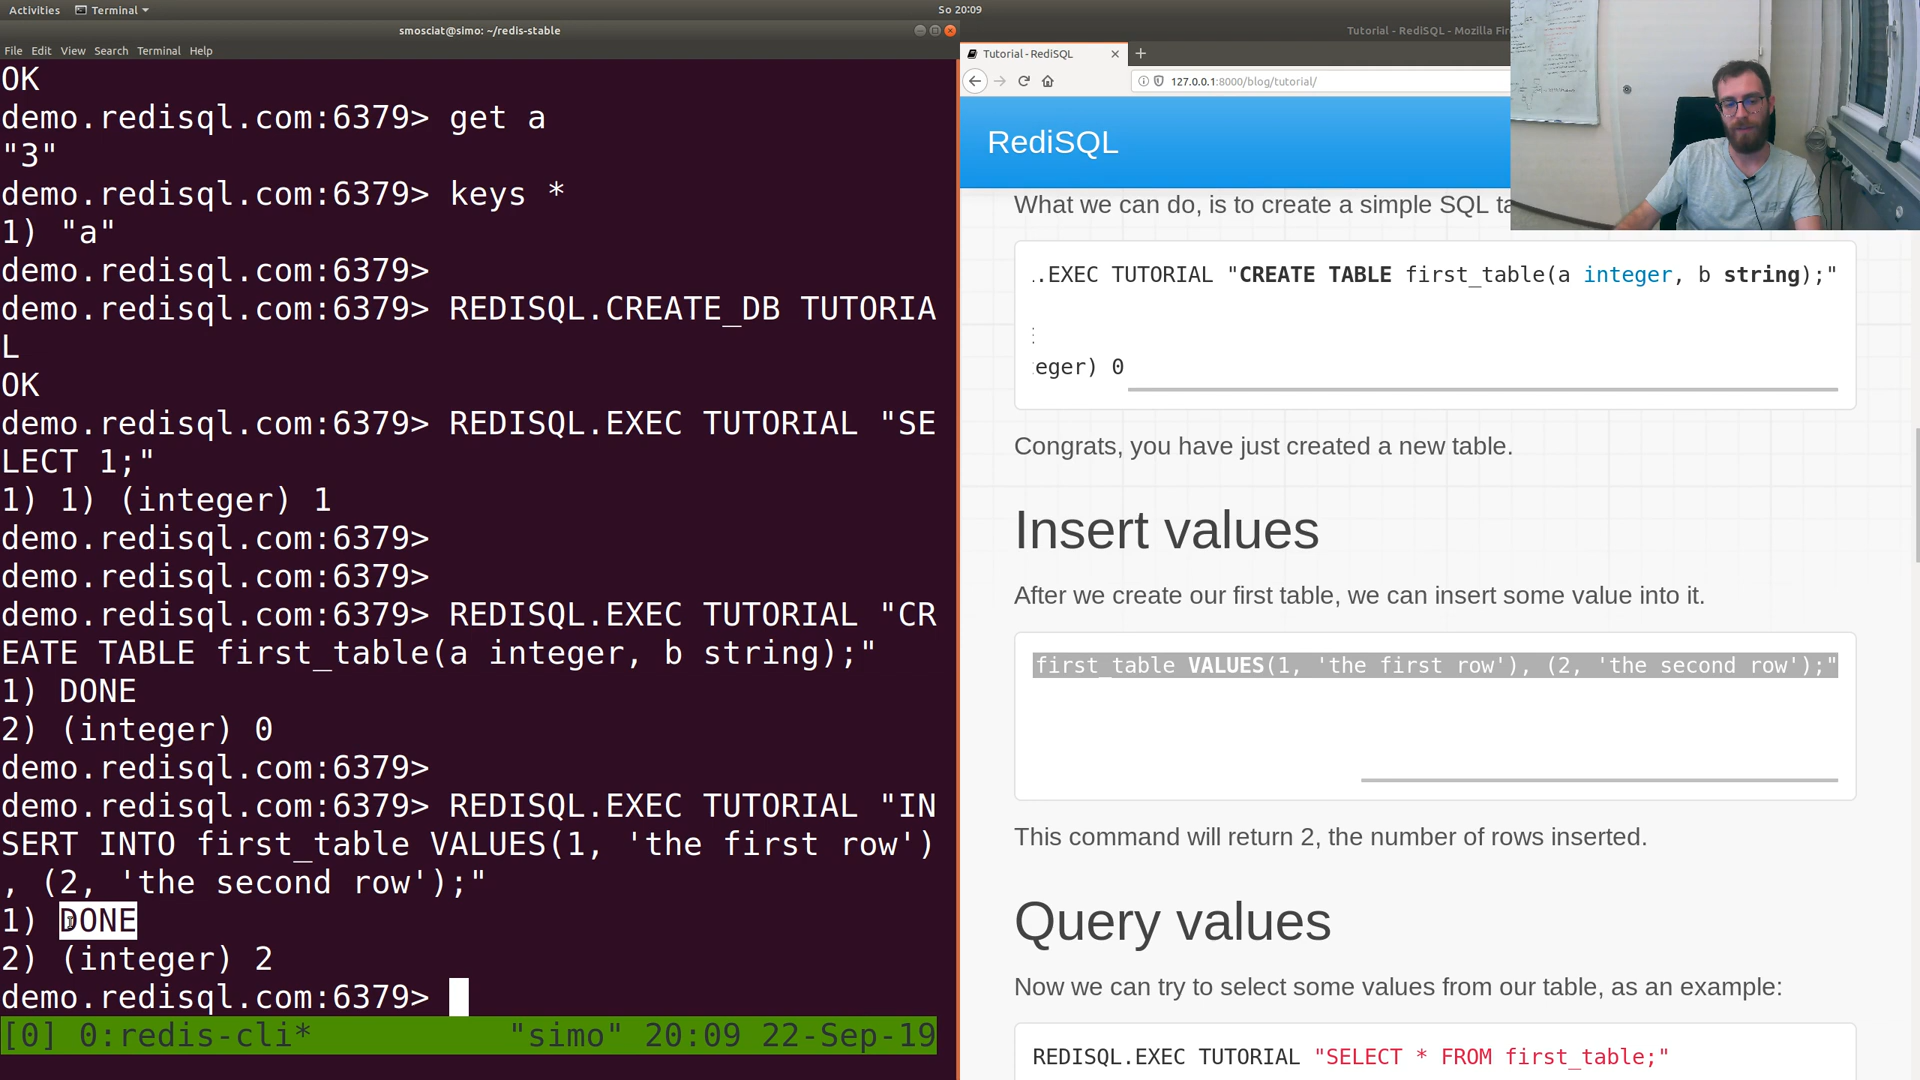 Activities Terminal So 20:09
smosciat@simo: ~/redis-stable
File Edit View Search Terminal Help
OK
demo.redisql.com:6379> get a
"3"
demo.redisql.com:6379> keys *
1) "a"
demo.redisql.com:6379>
demo.redisql.com:6379> REDISQL.CREATE_DB TUTORIA
L
OK
demo.redisql.com:6379> REDISQL.EXEC TUTORIAL "SE
LECT 1;"
1) 1) (integer) 1
demo.redisql.com:6379>
demo.redisql.com:6379>
demo.redisql.com:6379> REDISQL.EXEC TUTORIAL "CR
EATE TABLE first_table(a integer, b string);"
1) DONE
2) (integer) 0
demo.redisql.com:6379>
demo.redisql.com:6379> REDISQL.EXEC TUTORIAL "IN
SERT INTO first_table VALUES(1, 'the first row')
, (2, 'the second row');"
1) DONE
2) (integer) 2
demo.redisql.com:6379>
[0] 0:redis-cli* "simo" 20:09 22-Sep-19
Tutorial - RediSQL - Mozilla Fir
Tutorial - RediSQL
127.0.0.1:8000/blog/tutorial/
RediSQL
What we can do, is to create a simple SQL ta
.EXEC TUTORIAL "CREATE TABLE first_table(a integer, b string);"
eger) 0
Congrats, you have just created a new table.
Insert values
After we create our first table, we can insert some value into it.
first_table VALUES(1, 'the first row'), (2, 'the second row');"
This command will return 2, the number of rows inserted.
Query values
Now we can try to select some values from our table, as an example:
REDISQL.EXEC TUTORIAL "SELECT * FROM first_table;"